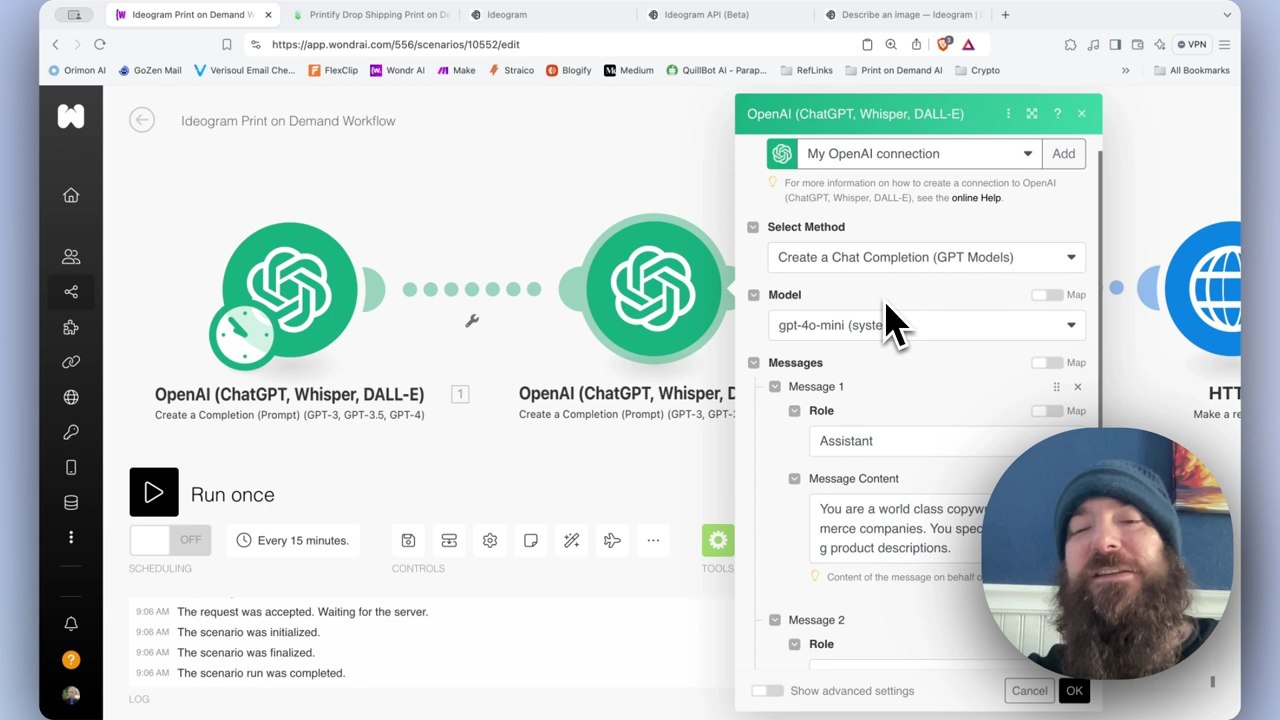 Ideogram Print on Demand W
Printify Drop Shipping Print on D
Ideogram
Ideogram API (Beta)
Describe an image — Ideogram |
https://app.wondrai.com/556/scenarios/10552/edit
VPN
Orimon AI
GoZen Mail
Verisoul Email Che...
FlexClip
Wondr AI
Make
Straico
Blogify
Medium
QuillBot AI - Parap...
RefLinks
Print on Demand AI
Crypto
»
All Bookmarks
Ideogram Print on Demand Workflow
OpenAI (ChatGPT, Whisper, DALL-E)
My OpenAI connection
Add
For more information on how to create a connection to OpenAI
(ChatGPT, Whisper, DALL-E), see the online Help.
Select Method
Create a Chat Completion (GPT Models)
Model
Map
gpt-4o-mini (syste
Messages
Map
Message 1
Role
Map
Assistant
Message Content
You are a world class copyw
merce companies. You spec
g product descriptions.
Content of the message on behalf o
Message 2
Role
Show advanced settings
Cancel
OK
OpenAI (ChatGPT, Whisper, DALL-E)
Create a Completion (Prompt) (GPT-3, GPT-3.5, GPT-4)
1
OpenAI (ChatGPT, Whisper, D
Create a Completion (Prompt) (GPT-3, GPT-3
HTT
Make a re
Run once
OFF
Every 15 minutes.
SCHEDULING
CONTROLS
TOOLS
9:06 AM The request was accepted. Waiting for the server.
9:06 AM The scenario was initialized.
9:06 AM The scenario was finalized.
9:06 AM The scenario run was completed.
LOG